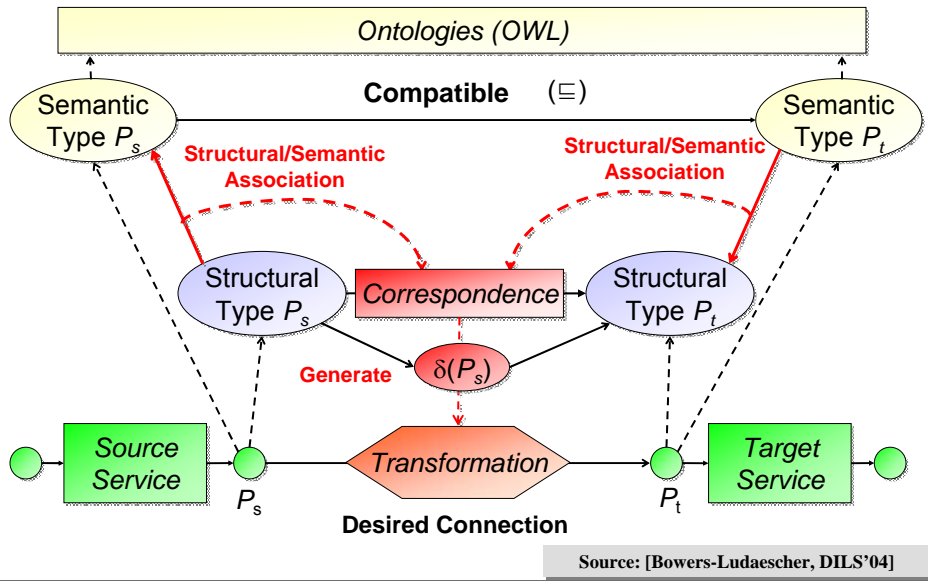 Ontologies (OWL)
Compatible (⊑)
Semantic
Type Ps
Semantic
Type Pt
Structural/Semantic
Association
Structural/Semantic
Association
Structural
Type Ps
Correspondence
Structural
Type Pt
Generate
δ(Ps)
Source
Service
Ps
Transformation
Pt
Target
Service
Desired Connection
Source: [Bowers-Ludaescher, DILS'04]